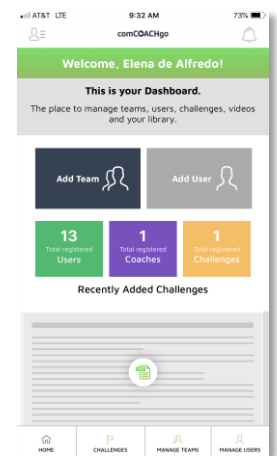 AT&T LTE 9:32 AM 73%
comCOACHgo
Welcome, Elena de Alfredo!
This is your Dashboard.
The place to manage teams, users, challenges, videos
and your library.
Add Team Add User
13 1 1
Total registered Total registered Total registered
Users Coaches Challenges
Recently Added Challenges
HOME CHALLENGES MANAGE TEAMS MANAGE USERS